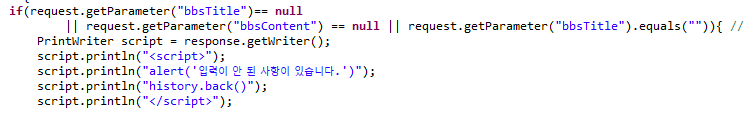 if(request.getParameter("bbsTitle")== null
|| request.getParameter("bbsContent") == null || request.getParameter("bbsTitle").equals("")){ //
PrintWriter script = response.getWriter();
script.println("<script>");
script.println("alert('입력이 안 된 사항이 있습니다.')");
script.println("history.back()");
script.println("</script>");